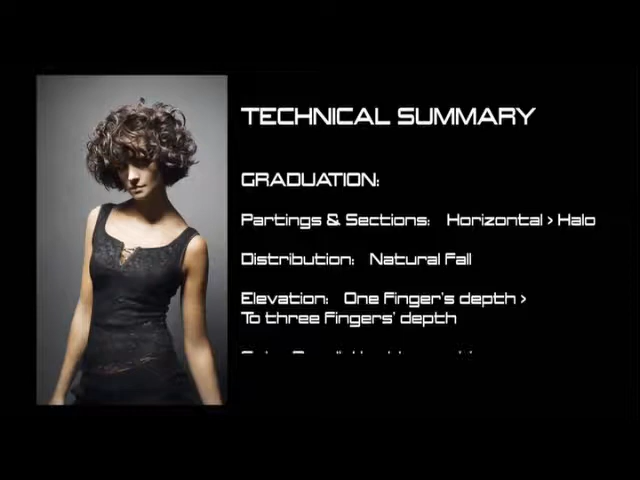 TECHNICAL SUMMARY
GRADUATION:
Partings & Sections: Horizontal > Halo
Distribution: Natural Fall
Elevation: One finger's depth >
To three fingers' depth